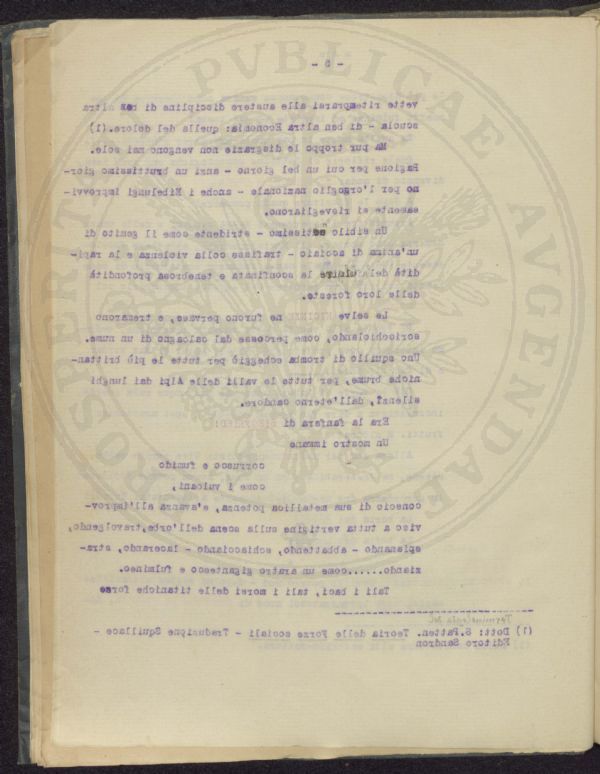 vette ritemprarsi alle austere discipline di altra
scuola - di ben altra Economia: quella del dolore.(1)
Ma pur troppo le disgrazie non vengono mai sole.
Ragione per cui un bel giorno - anzi un bruttissimo gior-
no per l'orgoglio nazionale - anche i Nibelungi improvvi-
samente si risvegliarono.
Un sibilo acutissimo - stridente come il gemito di
un'anima di acciaio - trafisse colla violenza e la rapi-
dità del fulmine la sconfinata e tenebrosa profondità
delle loro foreste.
Le selve ne furono pervase, e tremarono
scricchiolando, come percosse dal calcagno di un nume.
Uno squillo di tromba echeggiò per tutte le più brittan-
niche brume, per tutte le valli delle Alpi dai lunghi
silenzi, dall'eterno candore.
Era la fanfara di
Un mostro immane
corrusco e fumido
come i vulcani,
conscio di sua metallica potenza, s'avanza all'improv-
viso a tutta vertigine sulla scena dell'orbe, travolgendo,
spianando - abbattendo, schiacciando - lacerando, stra-
ziando.......come un aratro gigantesco e fulmineo.
Tali i baci, tali i morsi delle titaniche forze
(1) Dott: S.Patten. Teoria delle Forze sociali - Traduzione Squillace -
Editore Sandron
PROSPERITATI PVBLICAE AVGENDAE